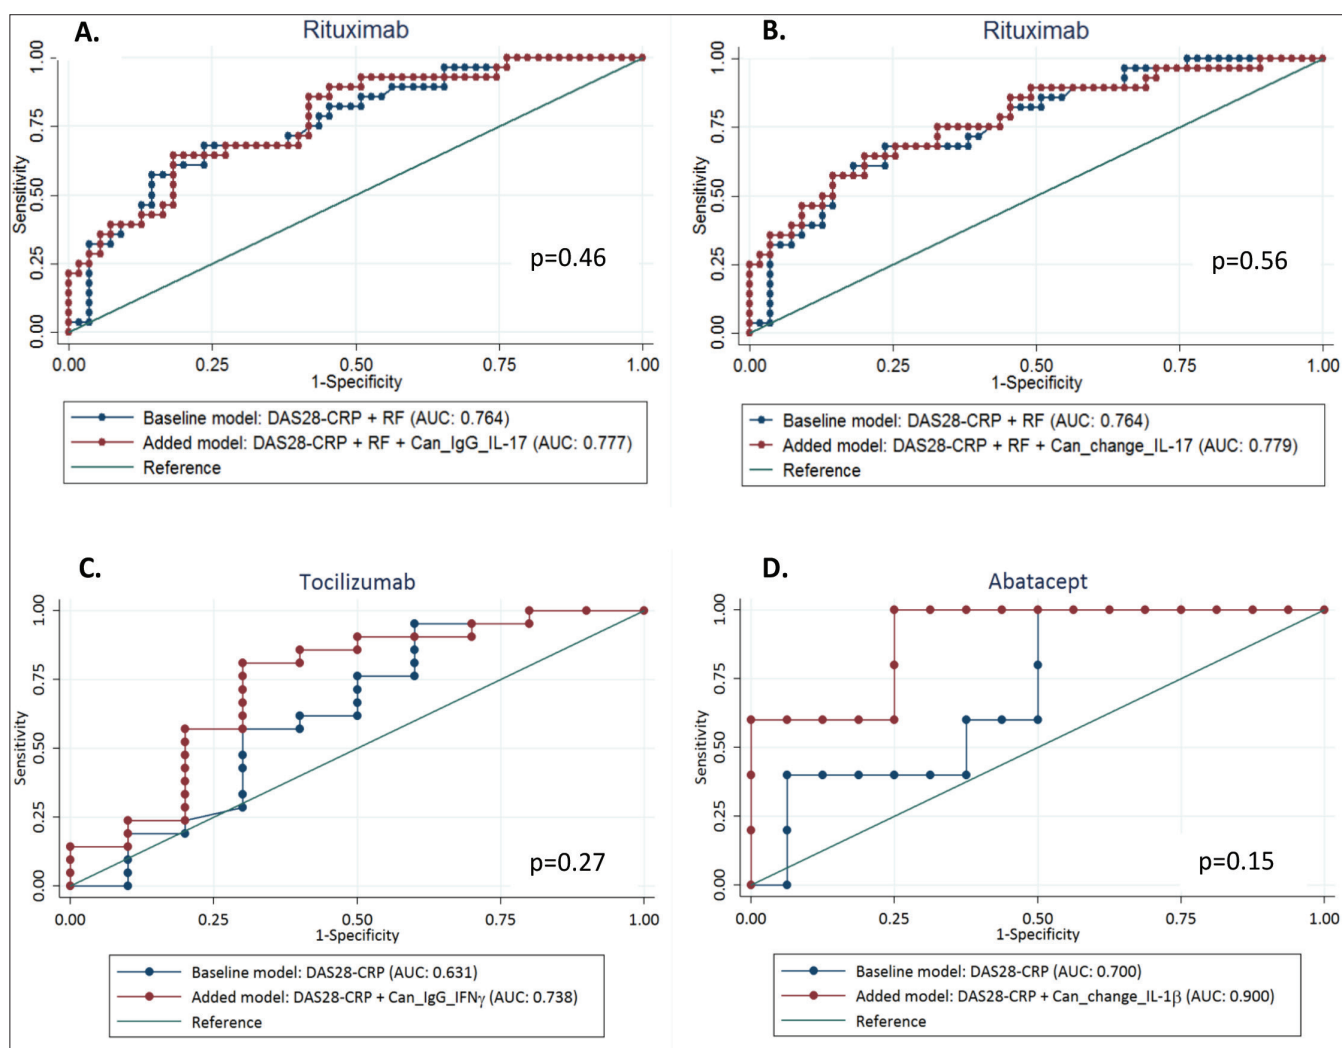 A.
Rituximab
Sensitivity
1.00
0.75
0.50
0.25
0.00
p=0.46
0.00 0.25 0.50 0.75 1.00
1-Specificity
Baseline model: DAS28-CRP + RF (AUC: 0.764)
Added model: DAS28-CRP + RF + Can_IgG_IL-17 (AUC: 0.777)
Reference
B.
Rituximab
Sensitivity
1.00
0.75
0.50
0.25
0.00
p=0.56
0.00 0.25 0.50 0.75 1.00
1-Specificity
Baseline model: DAS28-CRP + RF (AUC: 0.764)
Added model: DAS28-CRP + RF + Can_change_IL-17 (AUC: 0.779)
Reference
C.
Tocilizumab
Sensitivity
1.00
0.75
0.50
0.25
0.00
p=0.27
0.00 0.25 0.50 0.75 1.00
1-Specificity
Baseline model: DAS28-CRP (AUC: 0.631)
Added model: DAS28-CRP + Can_IgG_IFNγ (AUC: 0.738)
Reference
D.
Abatacept
Sensitivity
1.00
0.75
0.50
0.25
0.00
p=0.15
0.00 0.25 0.50 0.75 1.00
1-Specificity
Baseline model: DAS28-CRP (AUC: 0.700)
Added model: DAS28-CRP + Can_change_IL-1β (AUC: 0.900)
Reference